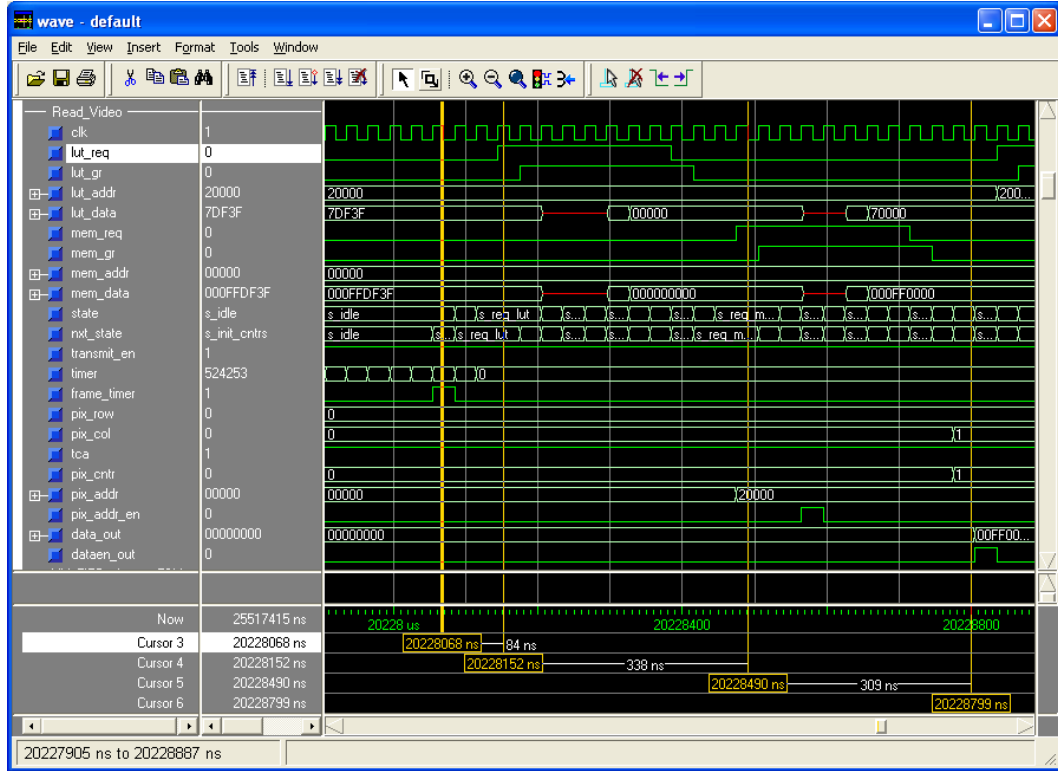 wave - default
File Edit View Insert Format Tools Window
Read_Video
clk 1
lut_req 0
lut_gr 0
lut_addr 20000 20000 200...
lut_data 7DF3F 7DF3F 00000 70000
mem_req 0
mem_gr 0
mem_addr 00000 00000
mem_data 000FFDF3F 000FFDF3F 000000000 000FF0000
state s_idle s_idle s_req_lut s... s... s... s_req_m... s... s... s... s...
nxt_state s_init_cntrs s_idle s... s_req_lut s... s... s... s_req_m... s... s... s... s...
transmit_en 1
timer 524253 0
frame_timer 1
pix_row 0 0
pix_col 0 0 1
tca 1
pix_cntr 0 0 1
pix_addr 00000 00000 20000
pix_addr_en 0
data_out 00000000 00000000 00FF00...
dataen_out 0
Now 25517415 ns 20228 us 20228400 20228800
Cursor 3 20228068 ns 20228068 ns 84 ns
Cursor 4 20228152 ns 20228152 ns 338 ns
Cursor 5 20228490 ns 20228490 ns 309 ns
Cursor 6 20228799 ns 20228799 ns
20227905 ns to 20228887 ns